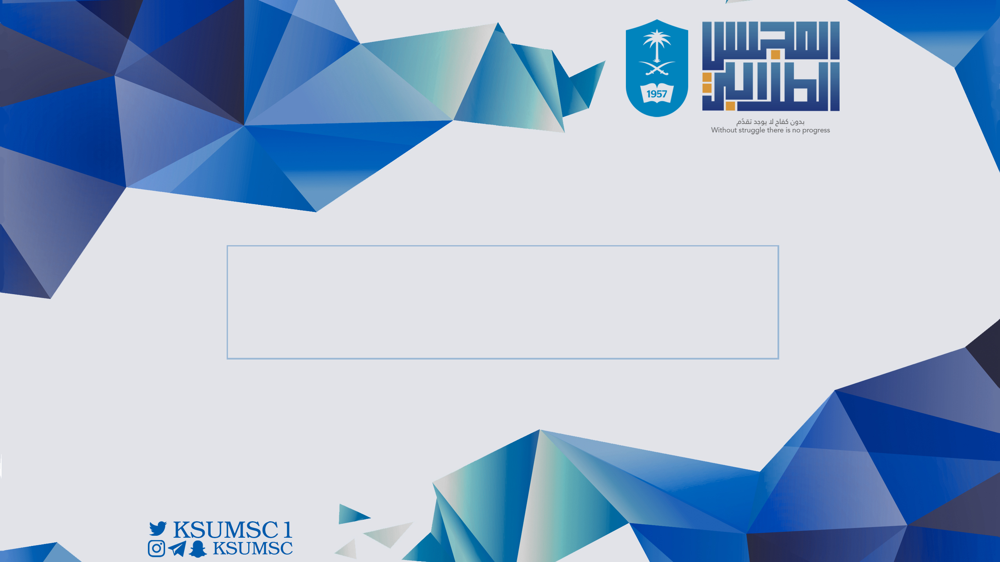 المجلس
الطلابي
1957
بدون كفاح لا يوجد تقدُم
Without struggle there is no progress
KSUMSC1
KSUMSC